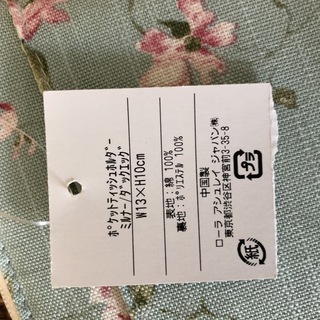 ポケットティッシュホルダー
ミルナー/ダックエッグ
W13×H10cm
表地：綿 100%
裏地：ポリエステル 100%
中国製
ローラ アシュレイ ジャパン㈱
東京都渋谷区神宮前3-35-8
プラ
紙